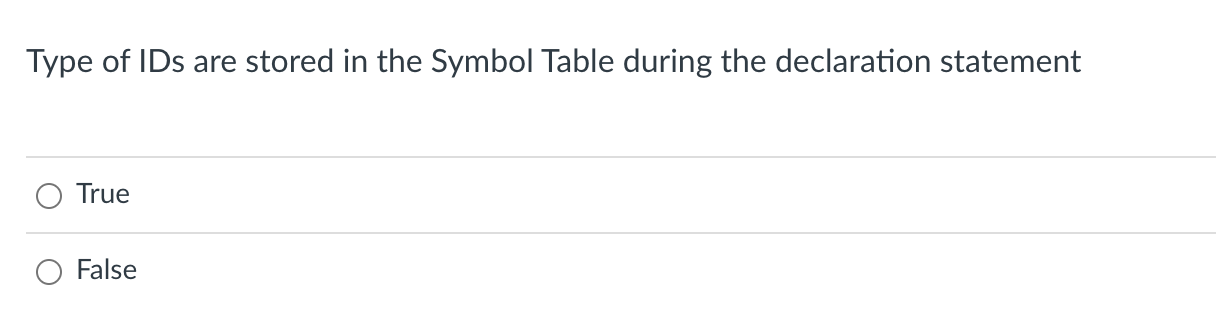 Type of IDs are stored in the Symbol Table during the declaration statement
True
False